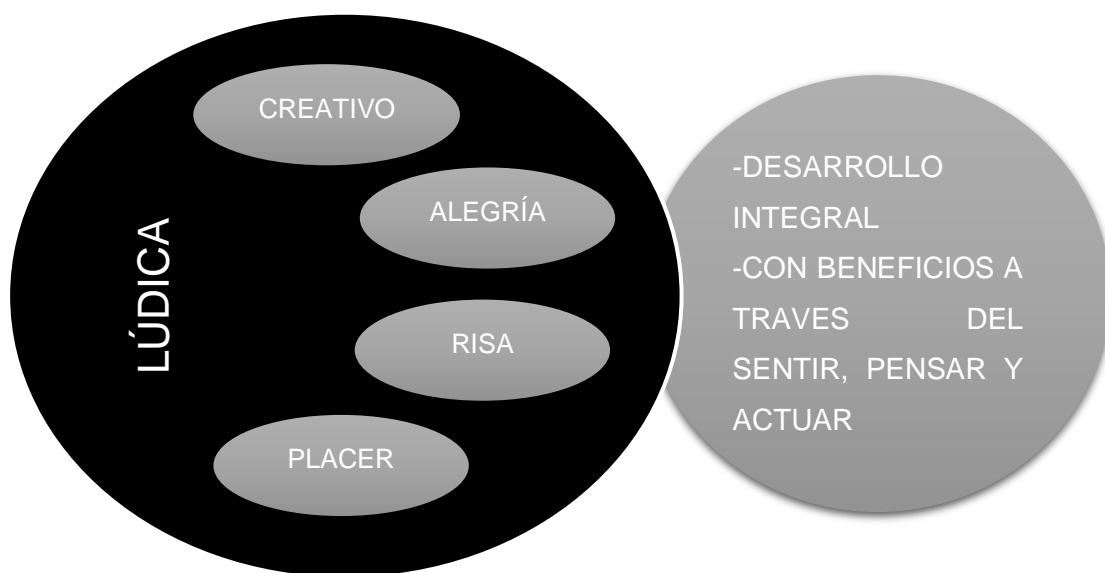 LÚDICA
CREATIVO
ALEGRÍA
RISA
PLACER
-DESARROLLO
INTEGRAL
-CON BENEFICIOS A
TRAVES DEL
SENTIR, PENSAR Y
ACTUAR